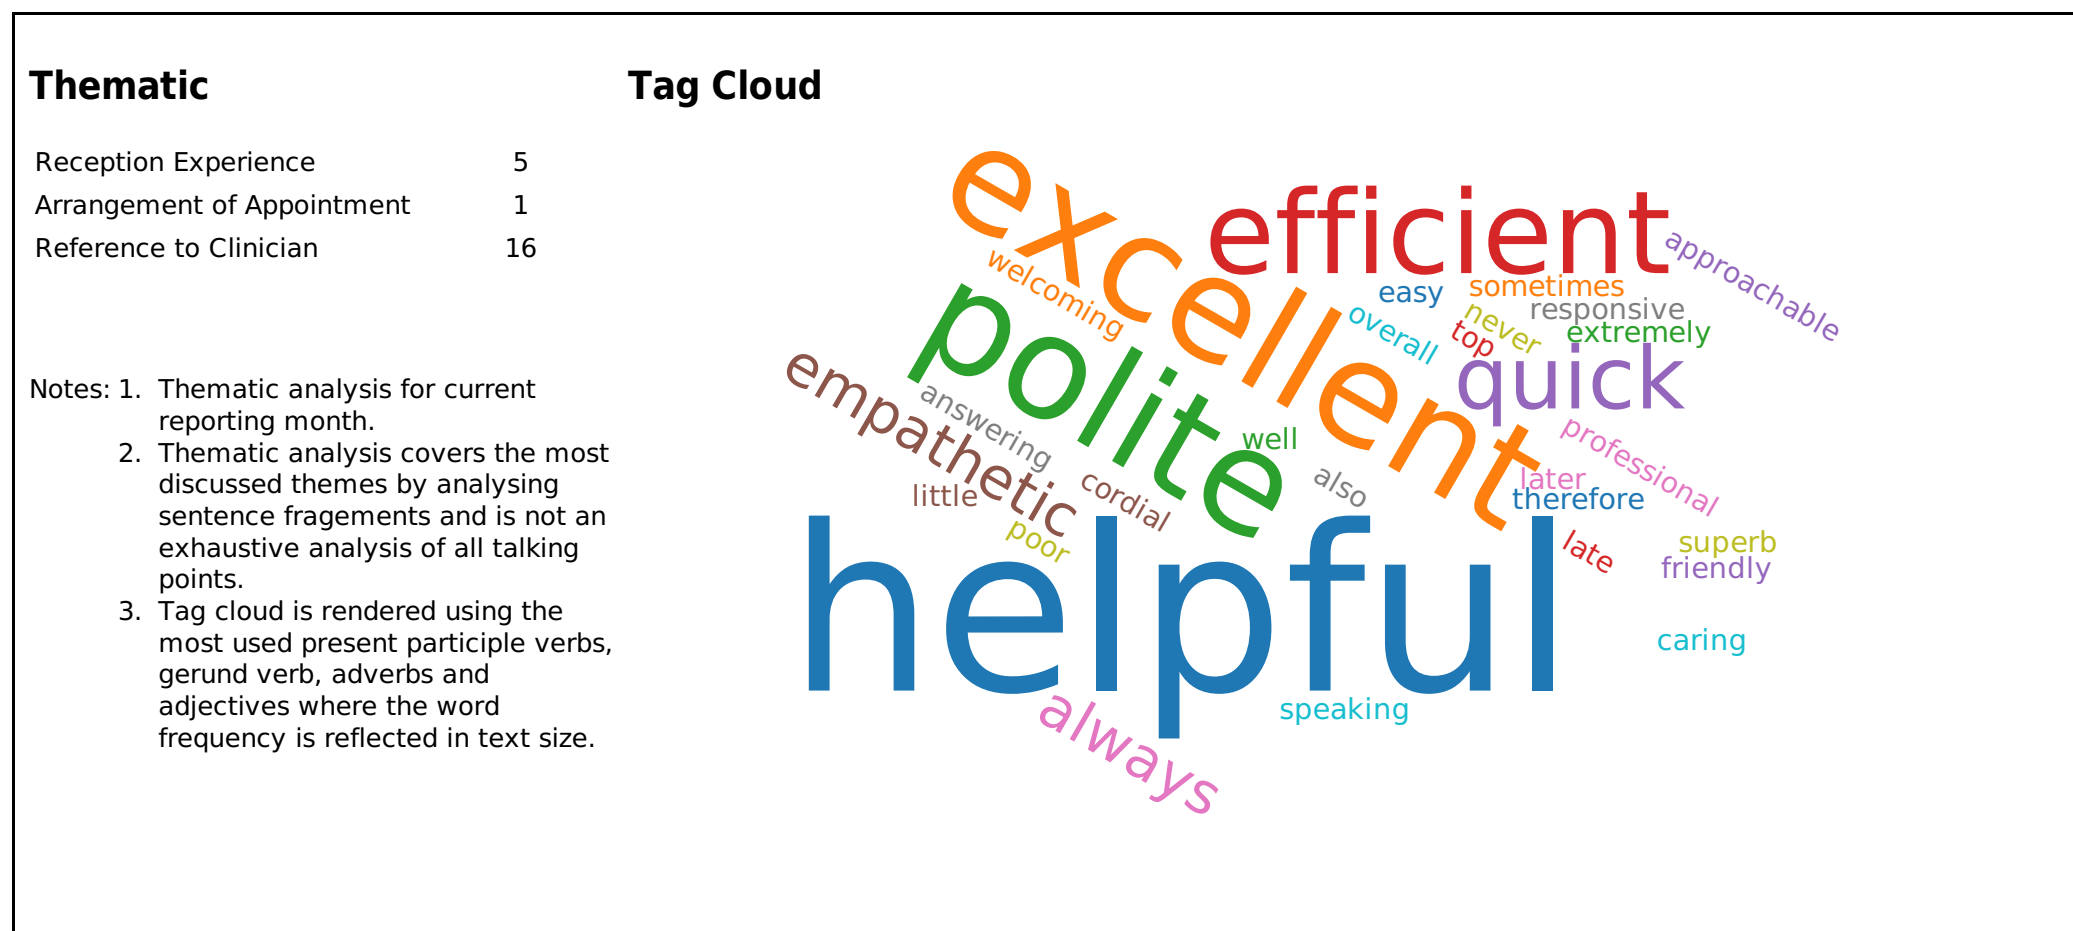 Thematic
Reception Experience 5
Arrangement of Appointment 1
Reference to Clinician 16
Notes: 1. Thematic analysis for current
reporting month.
2. Thematic analysis covers the most
discussed themes by analysing
sentence fragements and is not an
exhaustive analysis of all talking
points.
3. Tag cloud is rendered using the
most used present participle verbs,
gerund verb, adverbs and
adjectives where the word
frequency is reflected in text size.
Tag Cloud
excellent
efficient
approachable
welcoming
easy
sometimes
responsive
overall
never
top
extremely
polite
quick
empathetic
answering
well
professional
also
later
therefore
little
cordial
poor
helpful
late
superb
friendly
caring
always
speaking